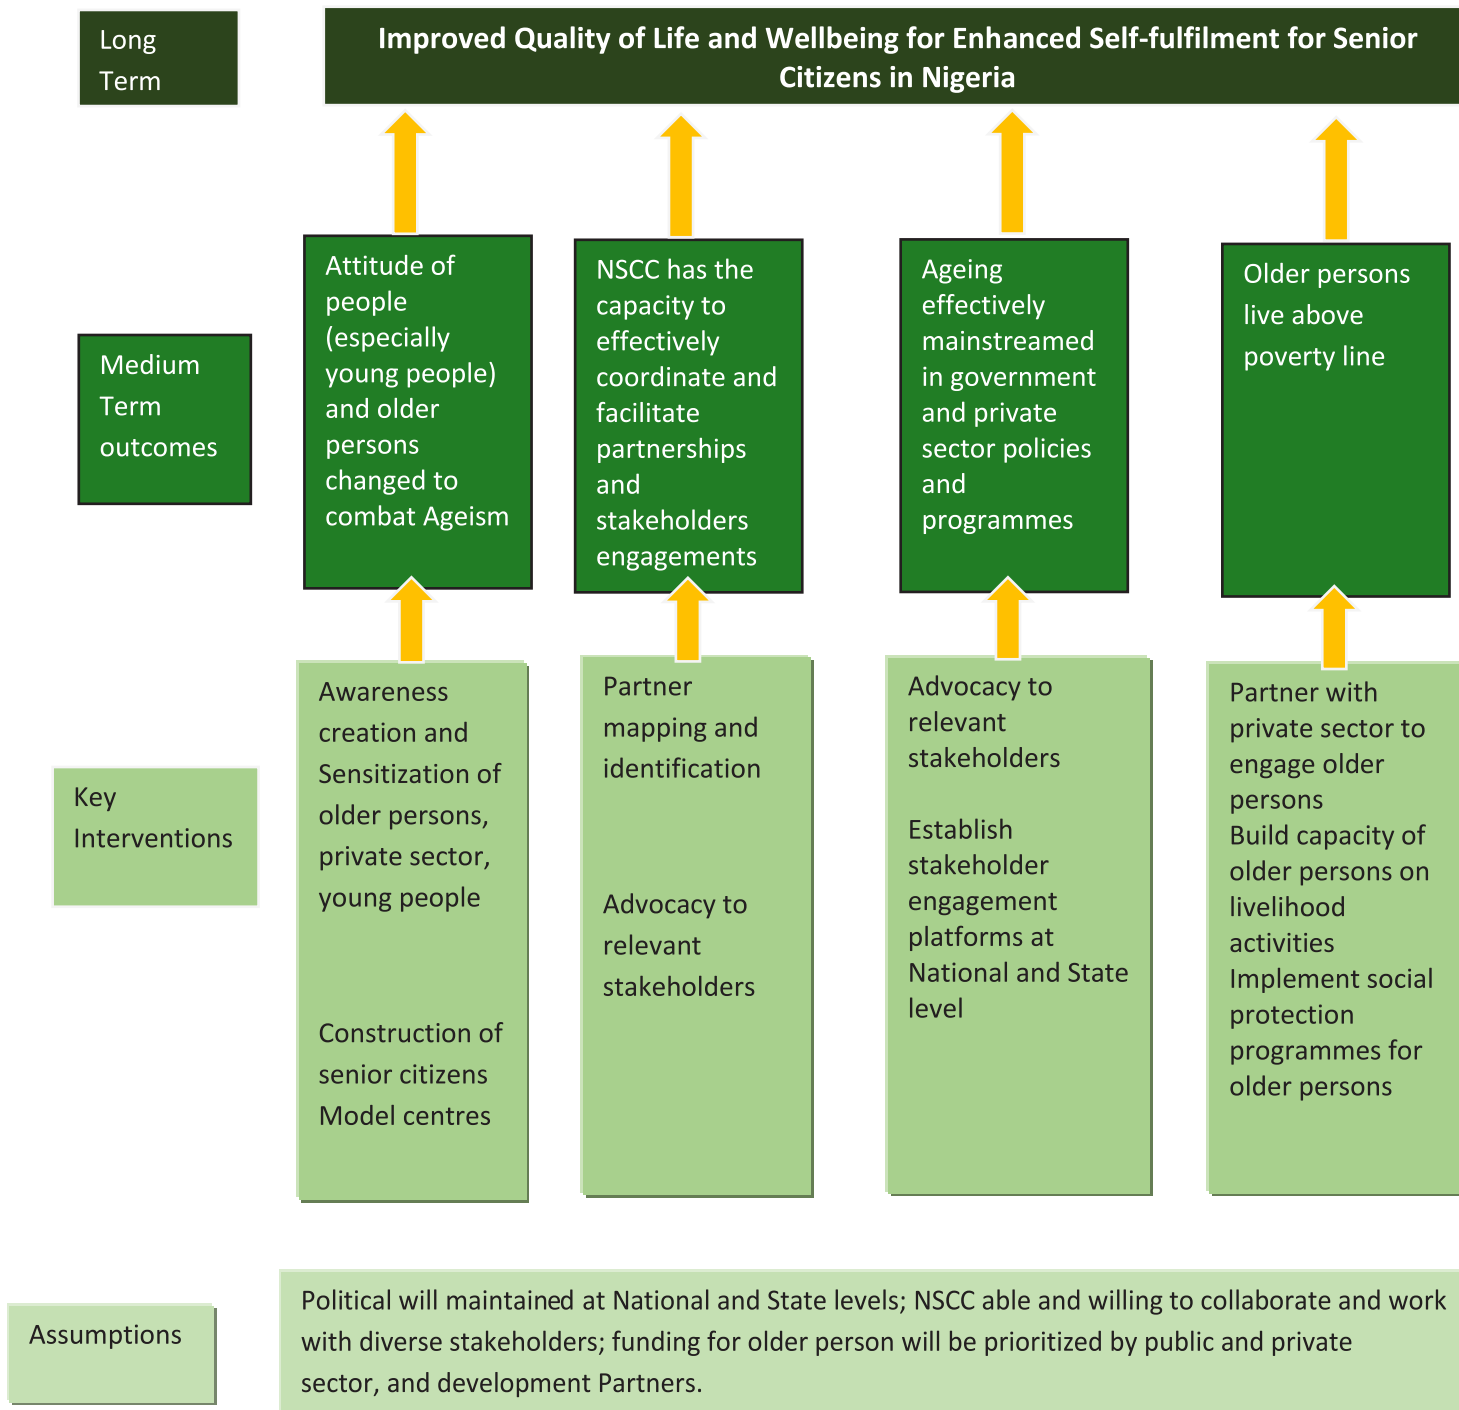 Long
Term
Improved Quality of Life and Wellbeing for Enhanced Self-fulfilment for Senior
Citizens in Nigeria
Medium
Term
outcomes
Attitude of
people
(especially
young people)
and older
persons
changed to
combat Ageism
NSCC has the
capacity to
effectively
coordinate and
facilitate
partnerships
and
stakeholders
engagements
Ageing
effectively
mainstreamed
in government
and private
sector policies
and
programmes
Older persons
live above
poverty line
Key
Interventions
Awareness
creation and
Sensitization of
older persons,
private sector,
young people
Construction of
senior citizens
Model centres
Partner
mapping and
identification
Advocacy to
relevant
stakeholders
Advocacy to
relevant
stakeholders
Establish
stakeholder
engagement
platforms at
National and State
level
Partner with
private sector to
engage older
persons
Build capacity of
older persons on
livelihood
activities
Implement social
protection
programmes for
older persons
Assumptions
Political will maintained at National and State levels; NSCC able and willing to collaborate and work
with diverse stakeholders; funding for older person will be prioritized by public and private
sector, and development Partners.